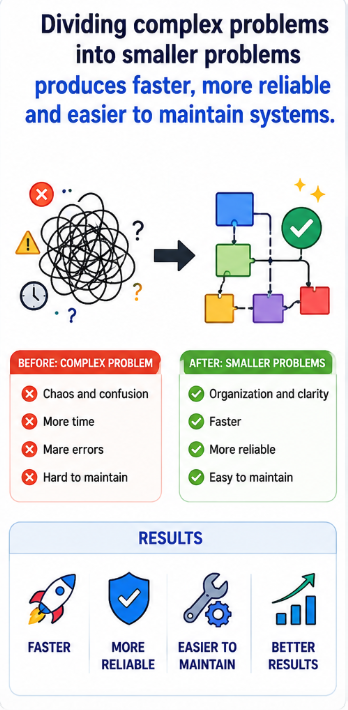 Dividing complex problems
into smaller problems
produces faster, more reliable
and easier to maintain systems.
?
?
?
BEFORE: COMPLEX PROBLEM
Chaos and confusion
More time
Mare errors
Hard to maintain
AFTER: SMALLER PROBLEMS
Organization and clarity
Faster
More reliable
Easy to maintain
RESULTS
FASTER
MORE
RELIABLE
EASIER TO
MAINTAIN
BETTER
RESULTS